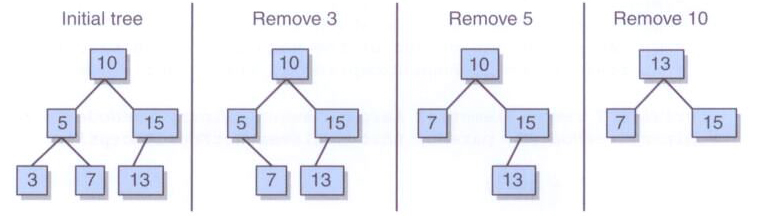 Initial tree
10
5 15
3 7 13
Remove 3
10
5 15
7 13
Remove 5
10
7 15
13
Remove 10
13
7 15